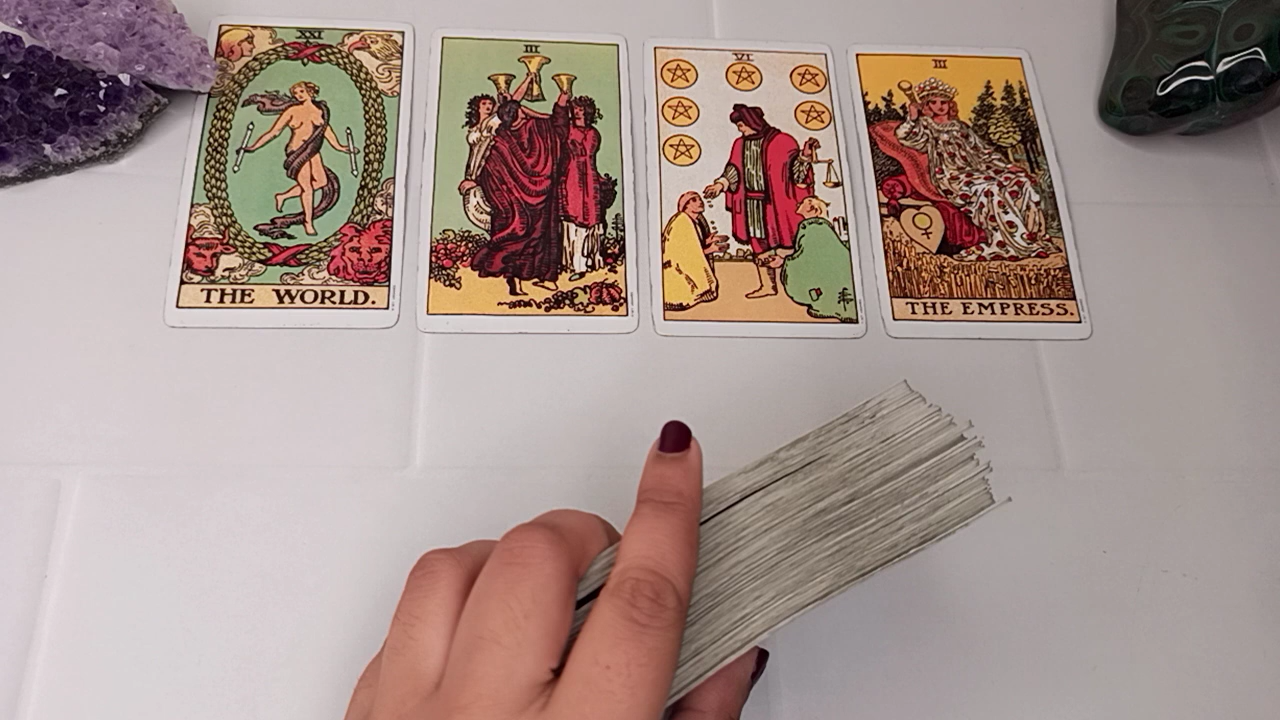 XXI
THE WORLD.
III
VI
III
THE EMPRESS.